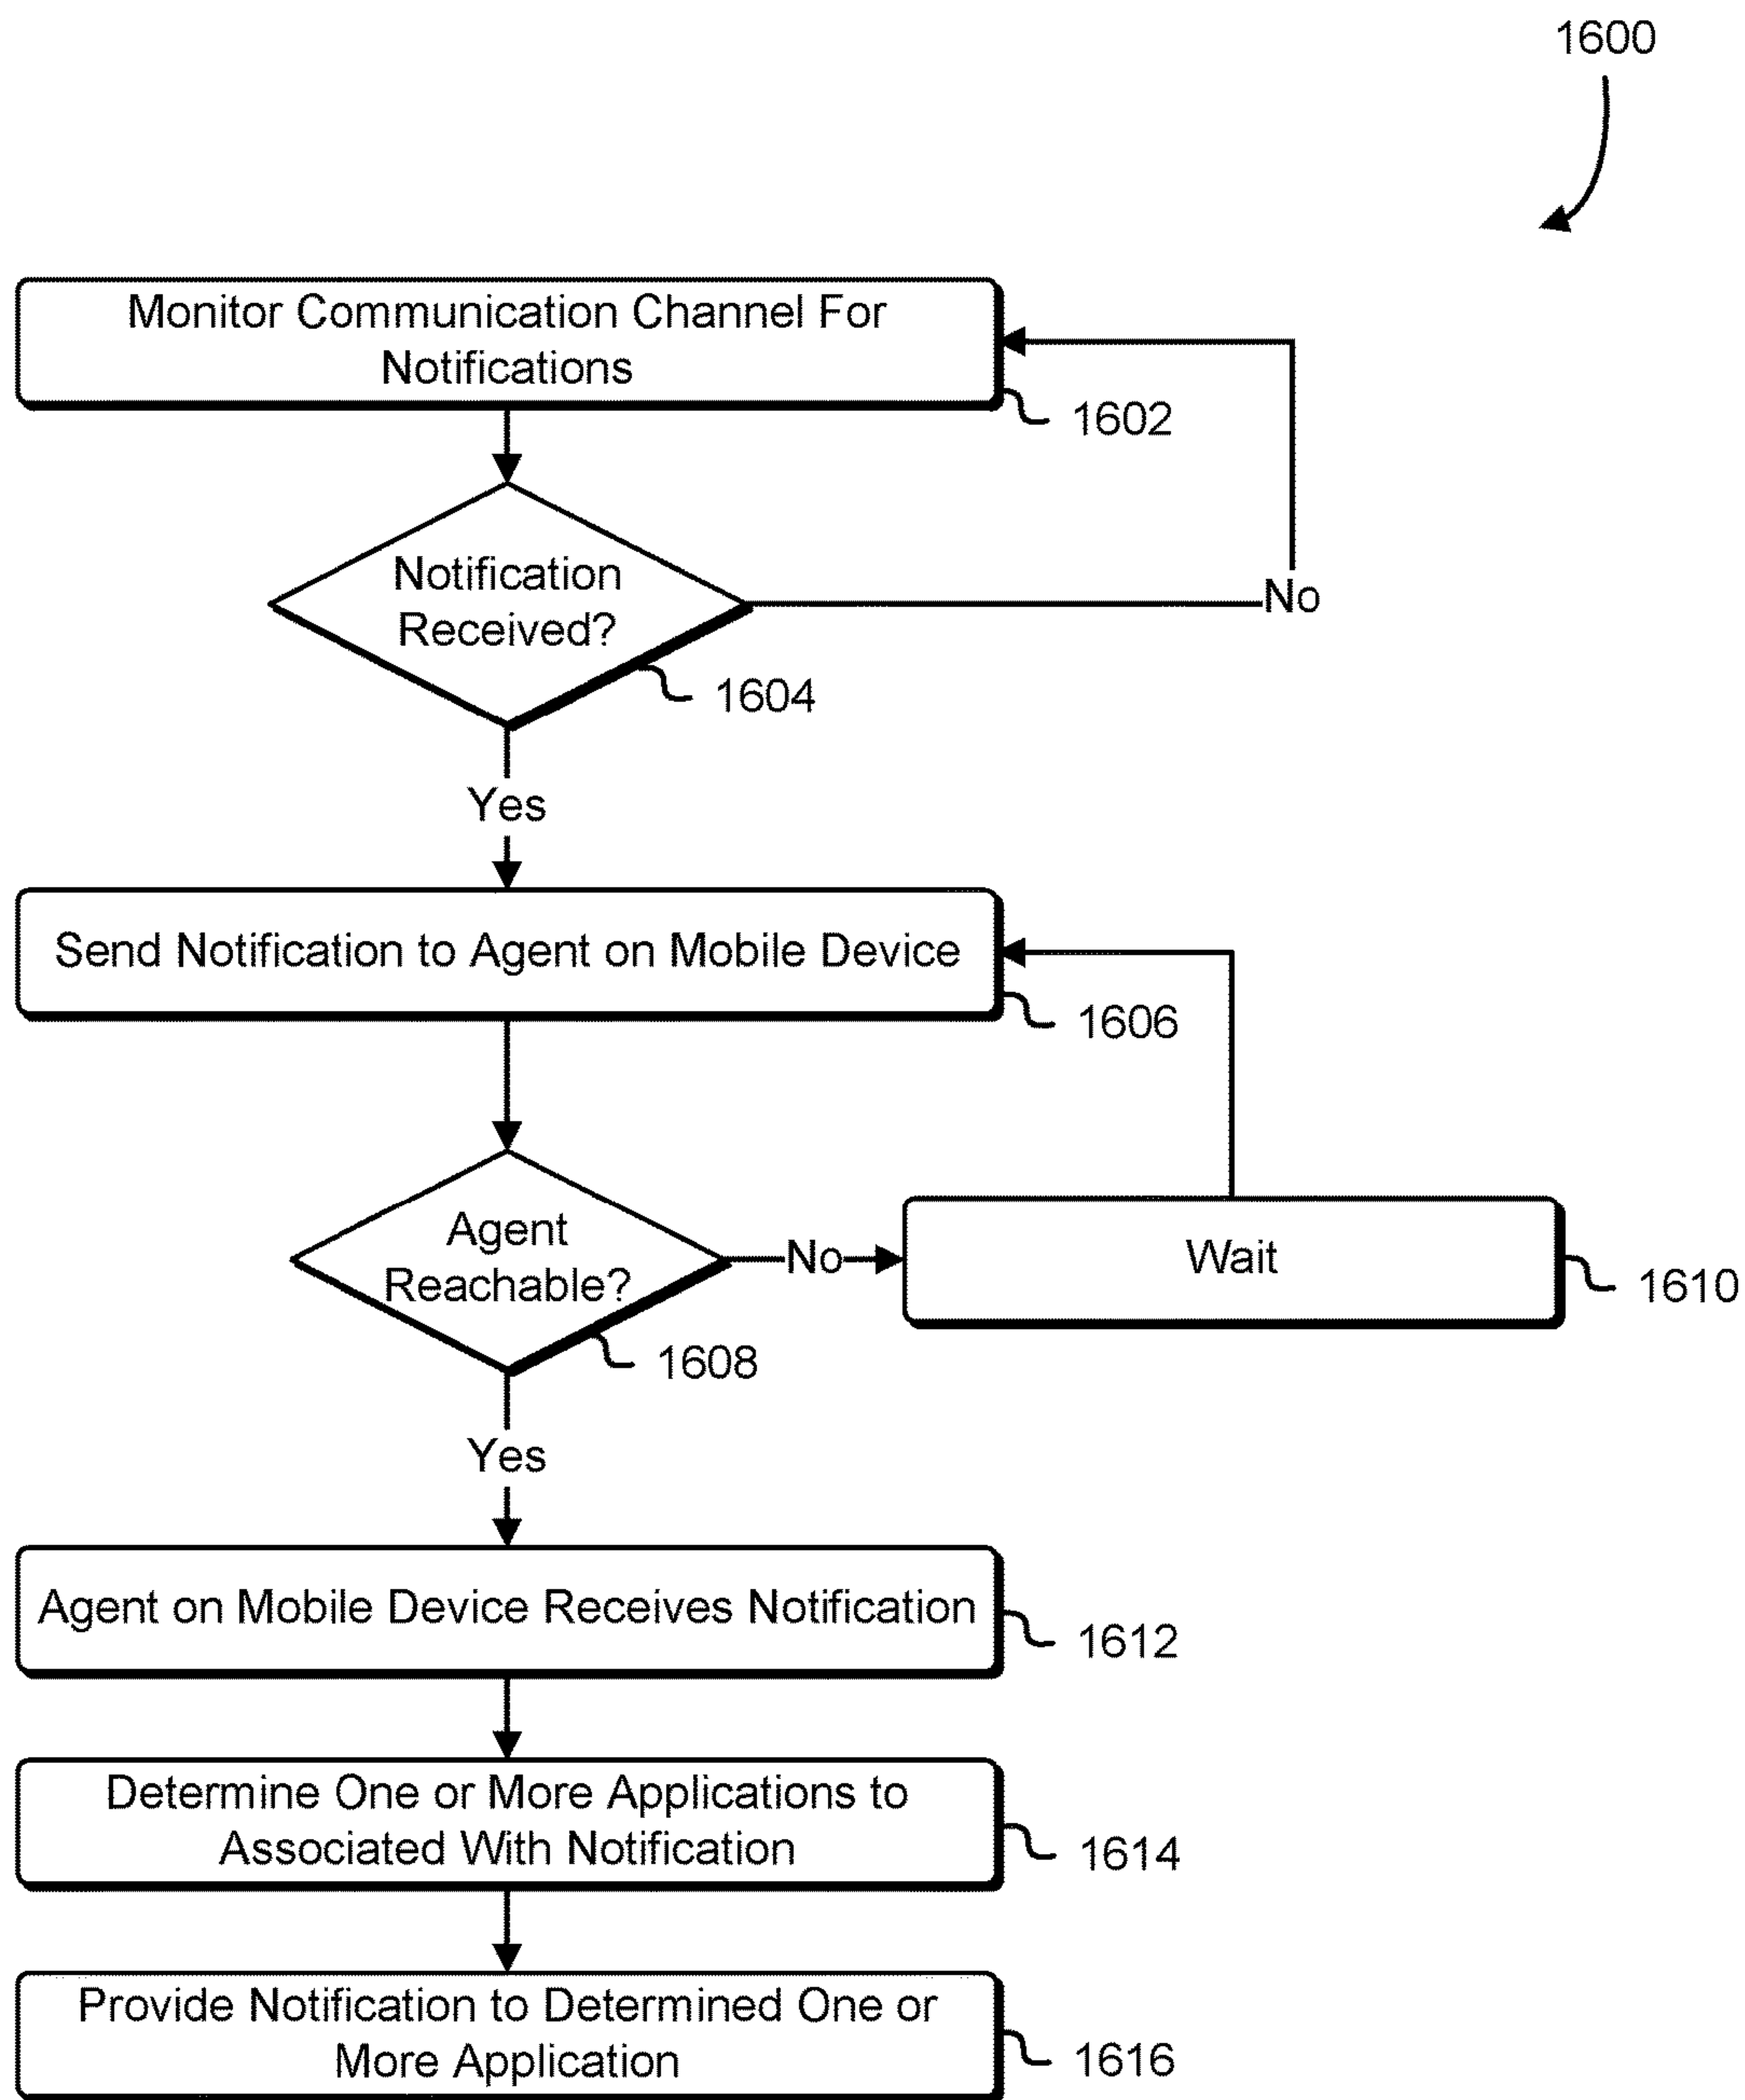 1600
Monitor Communication Channel For
Notifications
1602
Notification
Received?
No
1604
Yes
Send Notification to Agent on Mobile Device
1606
Agent
Reachable?
No
Wait
1610
1608
Yes
Agent on Mobile Device Receives Notification
1612
Determine One or More Applications to
Associated With Notification
1614
Provide Notification to Determined One or
More Application
1616